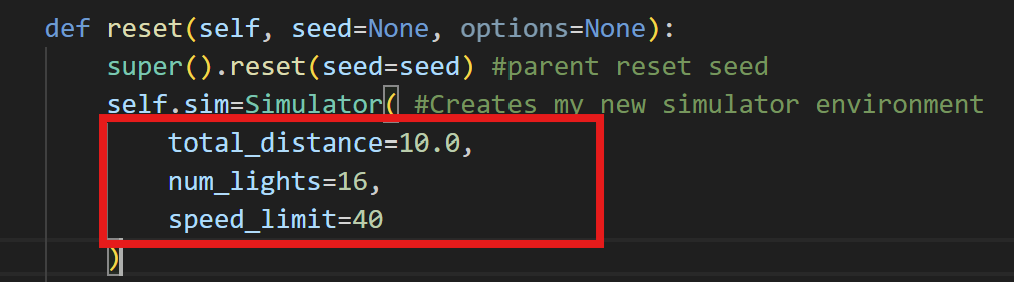 def reset(self, seed=None, options=None):
super().reset(seed=seed) #parent reset seed
self.sim=Simulator( #Creates my new simulator environment
total_distance=10.0,
num_lights=16,
speed_limit=40
)